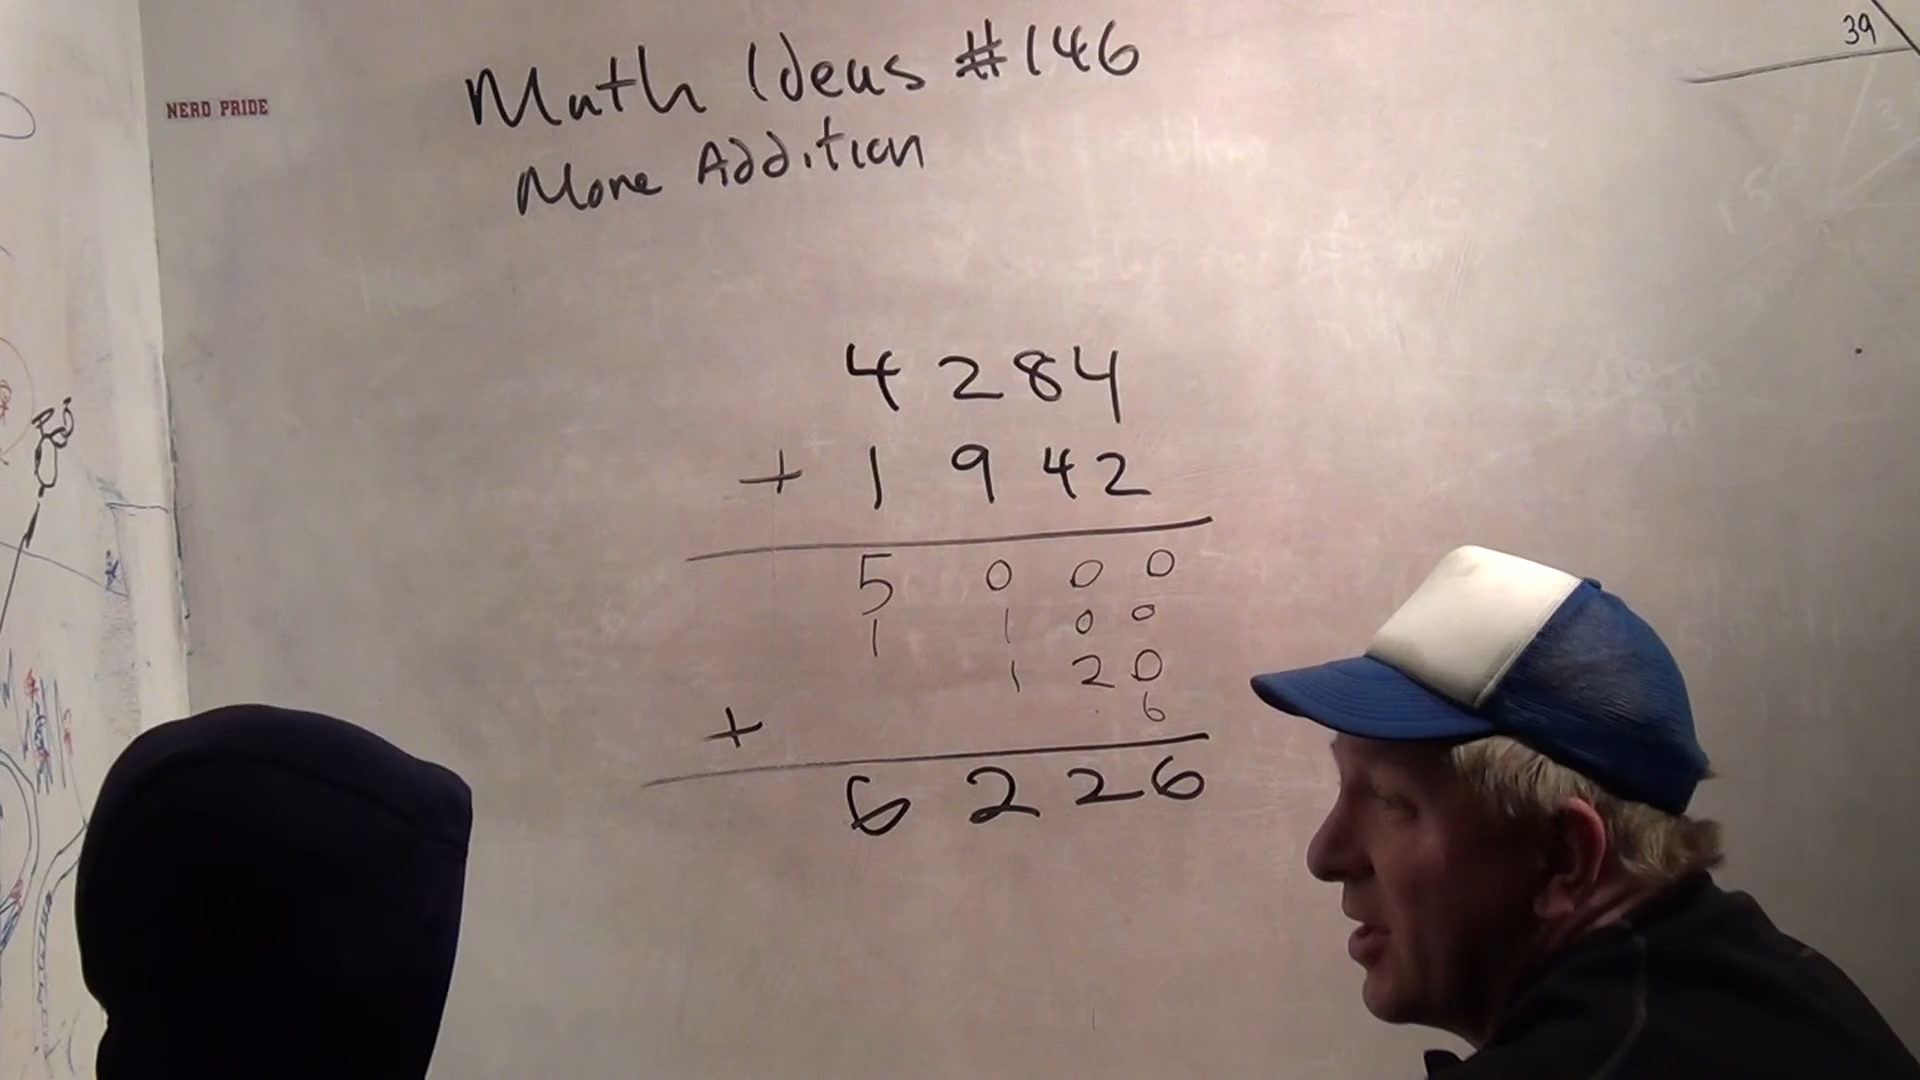 Math Ideas #146
39
NERD PRIDE
More Addition
4284
+ 1942
5000
1100
120
+ 6
6226